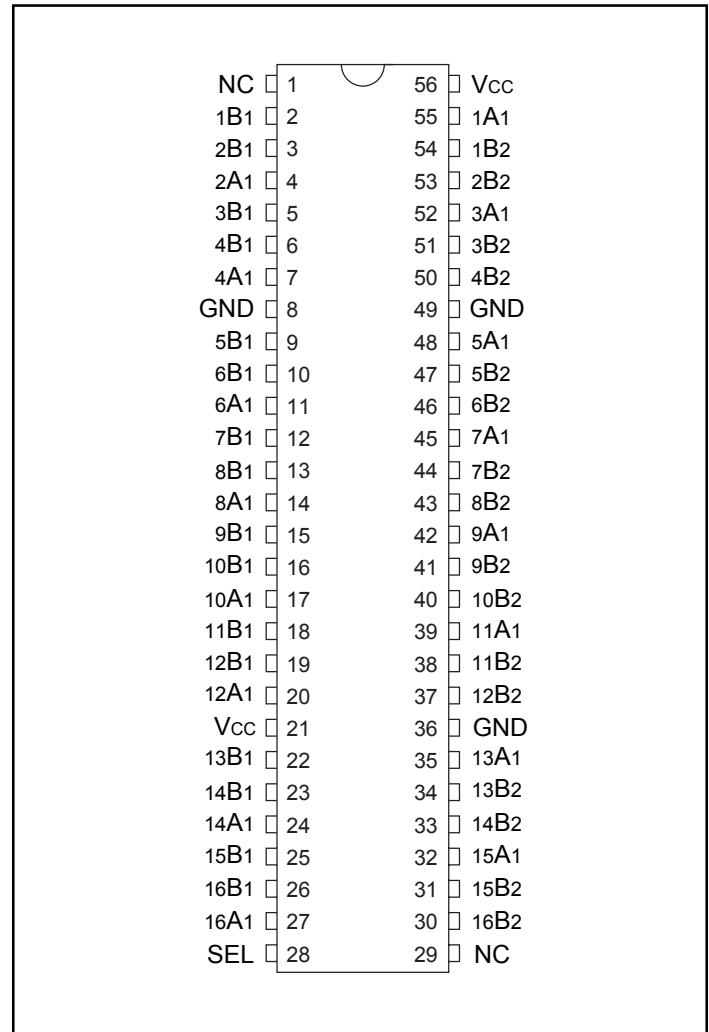 NC 1 56 Vcc
1B1 2 55 1A1
2B1 3 54 1B2
2A1 4 53 2B2
3B1 5 52 3A1
4B1 6 51 3B2
4A1 7 50 4B2
GND 8 49 GND
5B1 9 48 5A1
6B1 10 47 5B2
6A1 11 46 6B2
7B1 12 45 7A1
8B1 13 44 7B2
8A1 14 43 8B2
9B1 15 42 9A1
10B1 16 41 9B2
10A1 17 40 10B2
11B1 18 39 11A1
12B1 19 38 11B2
12A1 20 37 12B2
Vcc 21 36 GND
13B1 22 35 13A1
14B1 23 34 13B2
14A1 24 33 14B2
15B1 25 32 15A1
16B1 26 31 15B2
16A1 27 30 16B2
SEL 28 29 NC